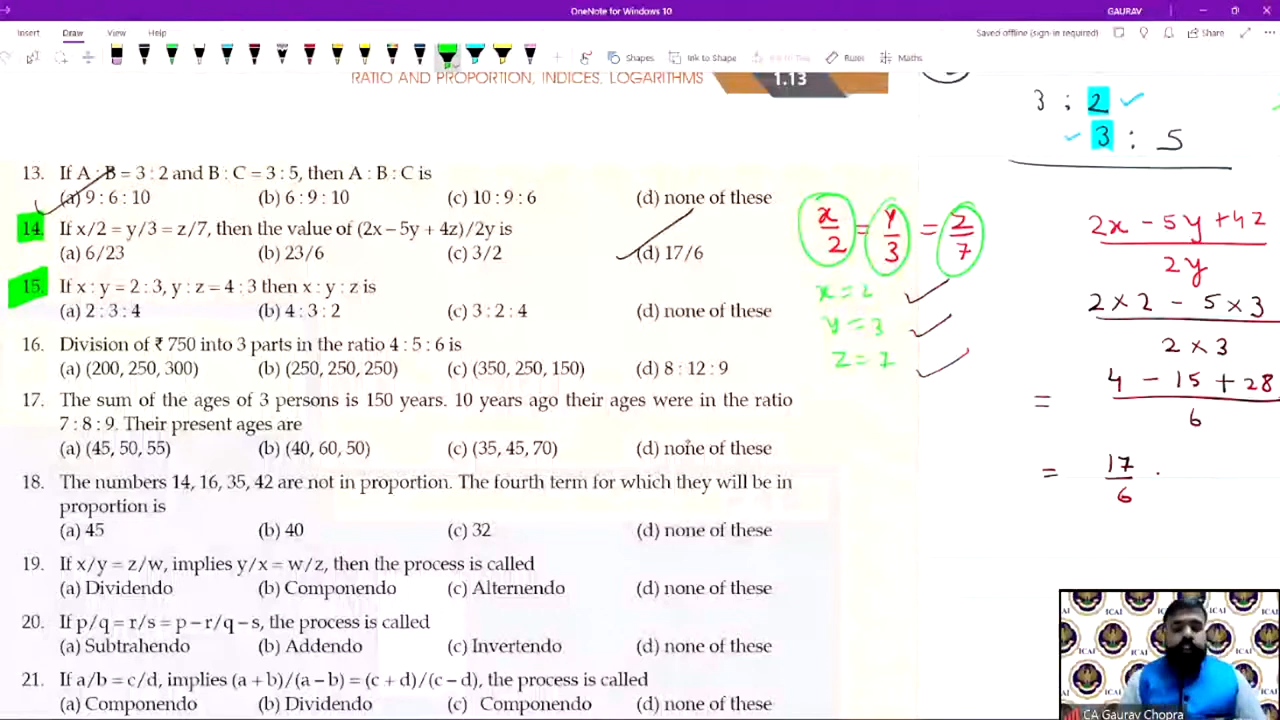 OneNote for Windows 10
GAURAV
Insert Draw View Help
Saved offline (sign-in required)
Share
Shapes
Ink to Shape
Ink to Text
Ruler
Maths
RATIO AND PROPORTION, INDICES, LOGARITHMS 1.13
13. If A : B = 3 : 2 and B : C = 3 : 5, then A : B : C is
(a) 9 : 6 : 10 (b) 6 : 9 : 10 (c) 10 : 9 : 6 (d) none of these
14. If x/2 = y/3 = z/7, then the value of (2x – 5y + 4z)/2y is
(a) 6/23 (b) 23/6 (c) 3/2 (d) 17/6
15. If x : y = 2 : 3, y : z = 4 : 3 then x : y : z is
(a) 2 : 3 : 4 (b) 4 : 3 : 2 (c) 3 : 2 : 4 (d) none of these
16. Division of ₹ 750 into 3 parts in the ratio 4 : 5 : 6 is
(a) (200, 250, 300) (b) (250, 250, 250) (c) (350, 250, 150) (d) 8 : 12 : 9
17. The sum of the ages of 3 persons is 150 years. 10 years ago their ages were in the ratio
7 : 8 : 9. Their present ages are
(a) (45, 50, 55) (b) (40, 60, 50) (c) (35, 45, 70) (d) none of these
18. The numbers 14, 16, 35, 42 are not in proportion. The fourth term for which they will be in
proportion is
(a) 45 (b) 40 (c) 32 (d) none of these
19. If x/y = z/w, implies y/x = w/z, then the process is called
(a) Dividendo (b) Componendo (c) Alternendo (d) none of these
20. If p/q = r/s = p – r/q – s, the process is called
(a) Subtrahendo (b) Addendo (c) Invertendo (d) none of these
21. If a/b = c/d, implies (a + b)/(a – b) = (c + d)/(c – d), the process is called
(a) Componendo (b) Dividendo (c) Componendo (d) none of these
x/2 = y/3 = z/7
x = 2
y = 3
z = 7
3 : 2
3 : 5
2x - 5y + 4z
2y
2 × 2 - 5 × 3
2 × 3
= 4 - 15 + 28
6
= 17
6
ICAI
CA Gaurav Chopra